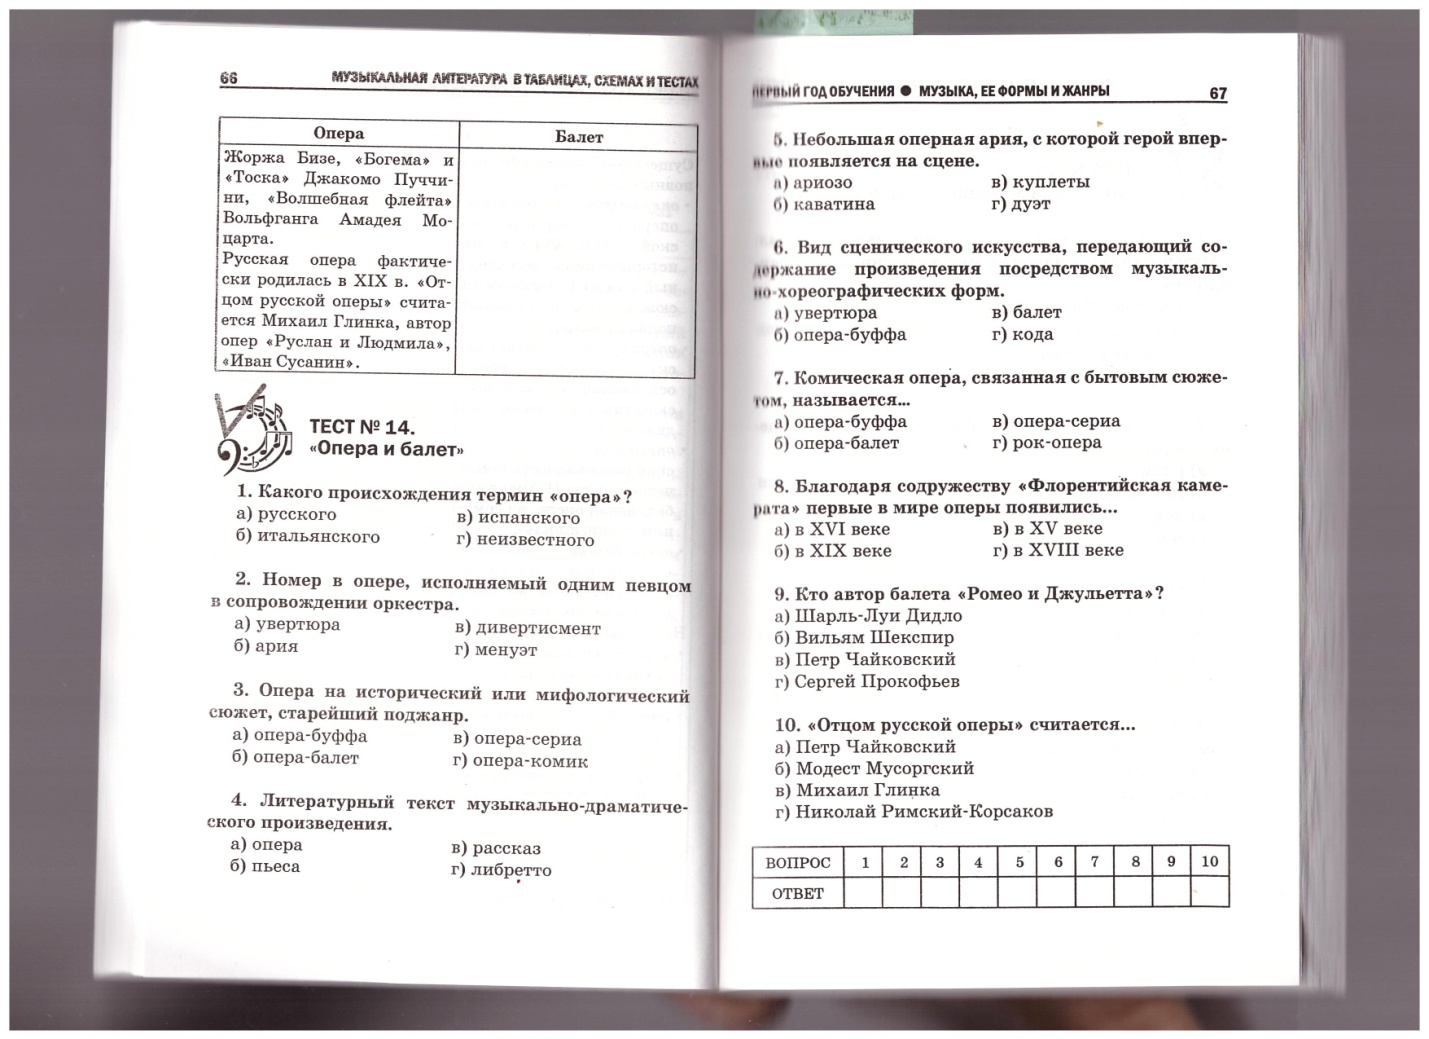 66 МУЗЫКАЛЬНАЯ ЛИТЕРАТУРА В ТАБЛИЦАХ, СХЕМАХ И ТЕСТАХ
Опера Балет
Жоржа Бизе, «Богема» и
«Тоска» Джакомо Пуччи-
ни, «Волшебная флейта»
Вольфганга Амадея Мо-
царта.
Русская опера фактиче-
ски родилась в XIX в. «От-
цом русской оперы» счита-
ется Михаил Глинка, автор
опер «Руслан и Людмила»,
«Иван Сусанин».
ТЕСТ № 14.
«Опера и балет»
1. Какого происхождения термин «опера»?
а) русского в) испанского
б) итальянского г) неизвестного
2. Номер в опере, исполняемый одним певцом
в сопровождении оркестра.
а) увертюра в) дивертисмент
б) ария г) менуэт
3. Опера на исторический или мифологический
сюжет, старейший поджанр.
а) опера-буффа в) опера-сериа
б) опера-балет г) опера-комик
4. Литературный текст музыкально-драматиче-
ского произведения.
а) опера в) рассказ
б) пьеса г) либретто
ПЕРВЫЙ ГОД ОБУЧЕНИЯ ● МУЗЫКА, ЕЕ ФОРМЫ И ЖАНРЫ 67
5. Небольшая оперная ария, с которой герой впер-
вые появляется на сцене.
а) ариозо в) куплеты
б) каватина г) дуэт
6. Вид сценического искусства, передающий со-
держание произведения посредством музыкаль-
но-хореографических форм.
а) увертюра в) балет
б) опера-буффа г) кода
7. Комическая опера, связанная с бытовым сюже-
том, называется...
а) опера-буффа в) опера-сериа
б) опера-балет г) рок-опера
8. Благодаря содружеству «Флорентийская каме-
рата» первые в мире оперы появились...
а) в XVI веке в) в XV веке
б) в XIX веке г) в XVIII веке
9. Кто автор балета «Ромео и Джульетта»?
а) Шарль-Луи Дидло
б) Вильям Шекспир
в) Петр Чайковский
г) Сергей Прокофьев
10. «Отцом русской оперы» считается...
а) Петр Чайковский
б) Модест Мусоргский
в) Михаил Глинка
г) Николай Римский-Корсаков
ВОПРОС 1 2 3 4 5 6 7 8 9 10
ОТВЕТ